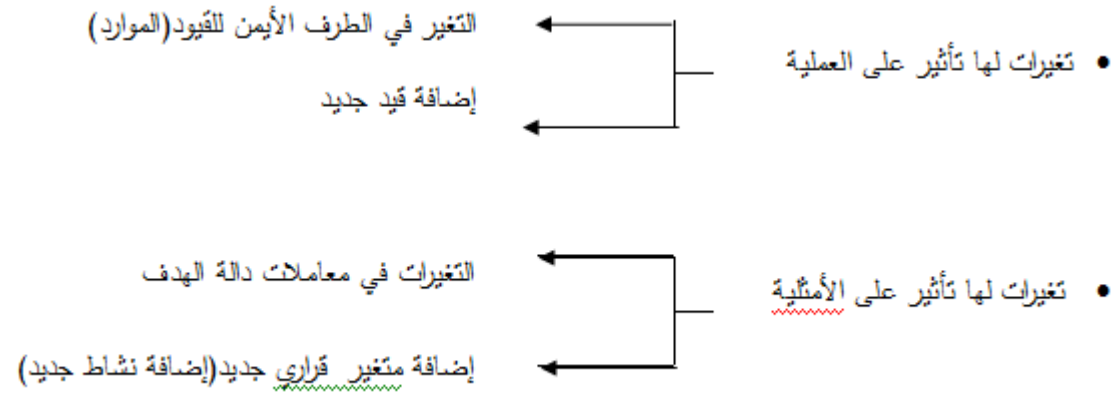 التغير في الطرف الأيمن للقيود(الموارد)
• تغيرات لها تأثير على العملية
إضافة قيد جديد
التغيرات في معاملات دالة الهدف
• تغيرات لها تأثير على الأمثلية
إضافة متغير قراري جديد(إضافة نشاط جديد)